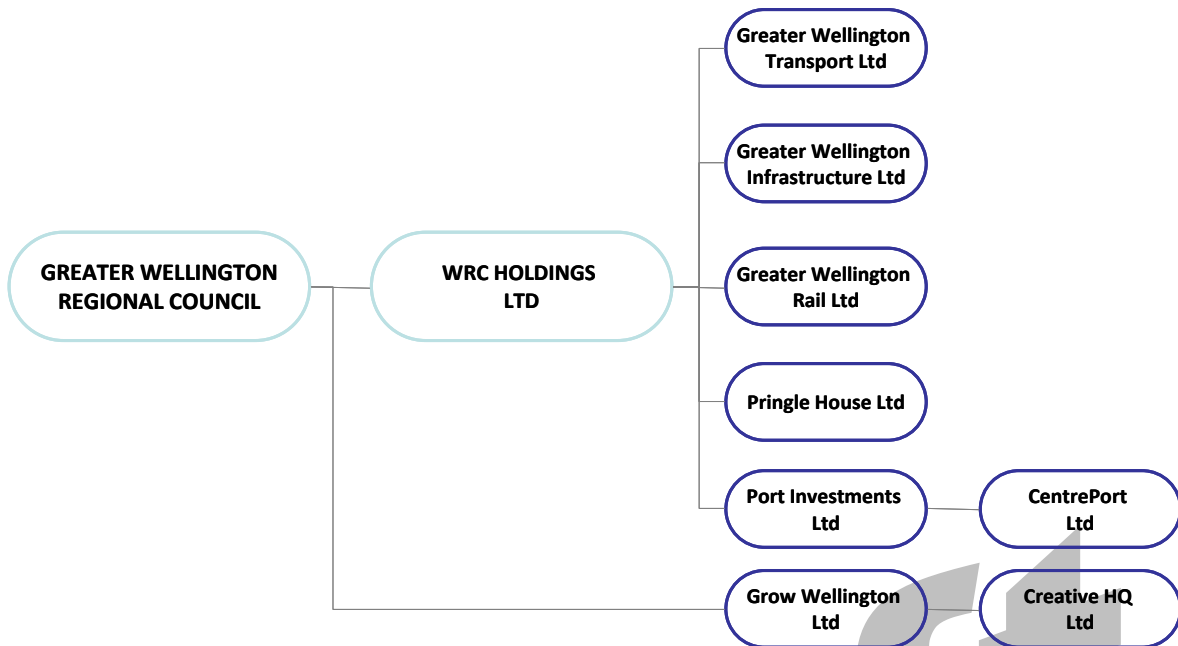 Greater Wellington
Transport Ltd
Greater Wellington
Infrastructure Ltd
GREATER WELLINGTON
REGIONAL COUNCIL
WRC HOLDINGS
LTD
Greater Wellington
Rail Ltd
Pringle House Ltd
Port Investments
Ltd
CentrePort
Ltd
Grow Wellington
Ltd
Creative HQ
Ltd